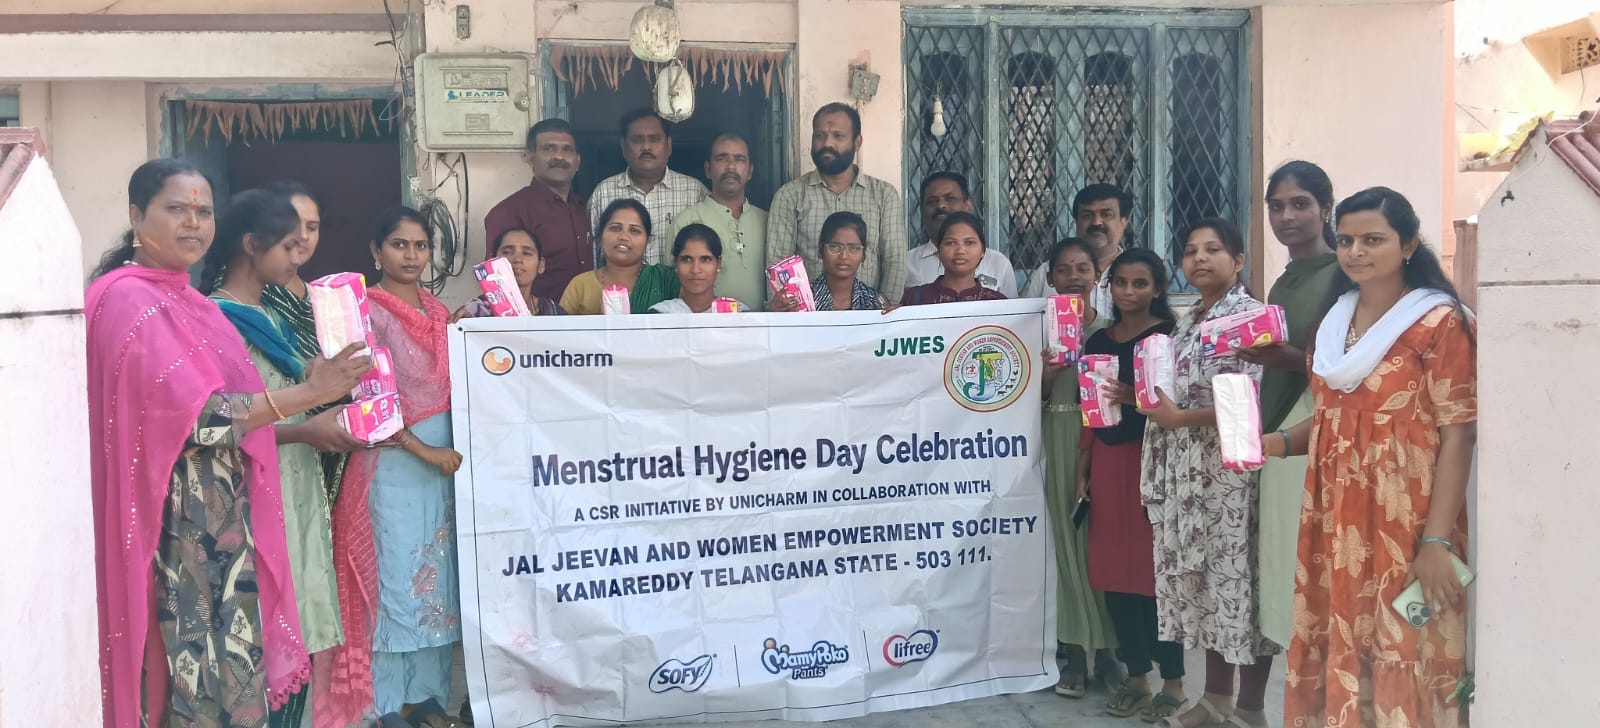 LEADER
LEADER
unicharm
JJWES
Menstrual Hygiene Day Celebration
A CSR INITIATIVE BY UNICHARM IN COLLABORATION WITH
JAL JEEVAN AND WOMEN EMPOWERMENT SOCIETY
KAMAREDDY TELANGANA STATE - 503 111.
SOFY
MamyPoko
Pants
lifree